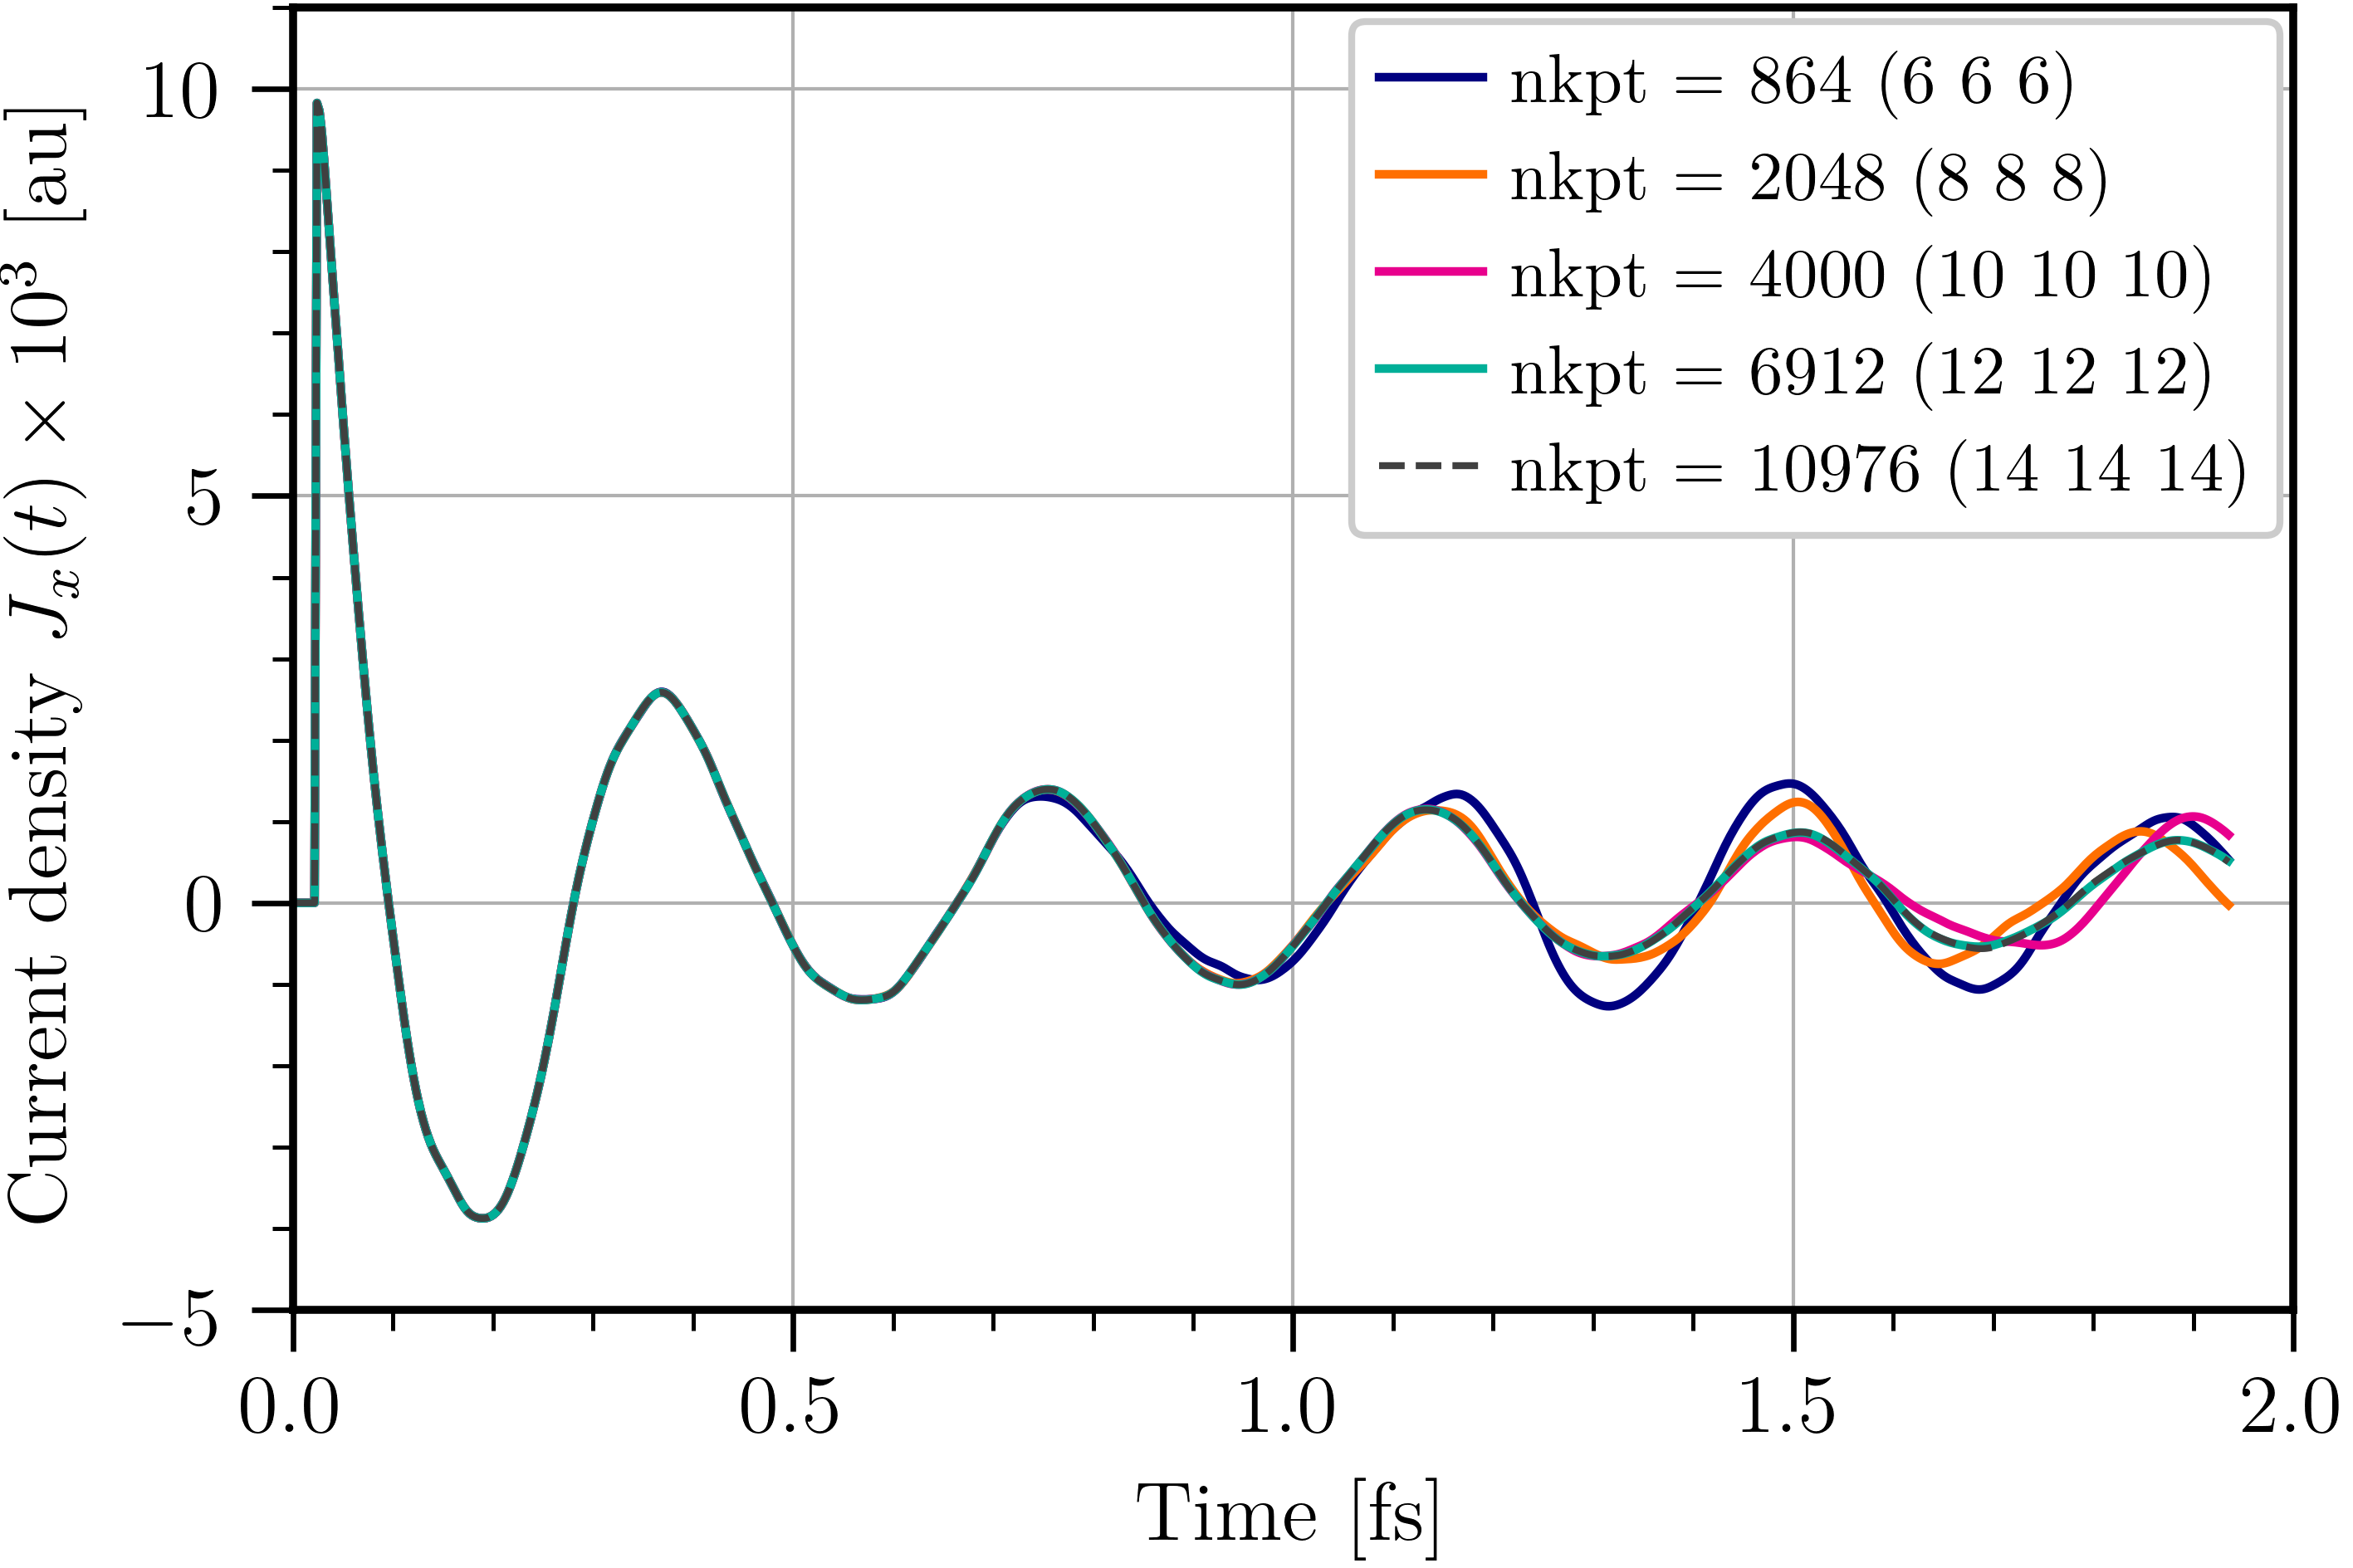 Current density J_x(t) × 10³ [au]
10
5
0
−5
nkpt = 864 (6 6 6)
nkpt = 2048 (8 8 8)
nkpt = 4000 (10 10 10)
nkpt = 6912 (12 12 12)
nkpt = 10976 (14 14 14)
0.0 0.5 1.0 1.5 2.0
Time [fs]